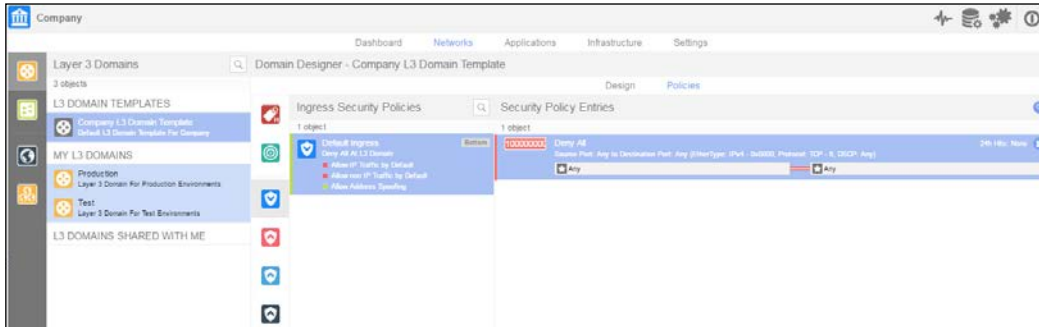 Company
Dashboard Networks Applications Infrastructure Settings
Layer 3 Domains
3 objects
L3 DOMAIN TEMPLATES
Company L3 Domain Template
Default L3 Domain Template For Company
MY L3 DOMAINS
Production
Layer 3 Domain For Production Environments
Test
Layer 3 Domain For Test Environments
L3 DOMAINS SHARED WITH ME
Domain Designer - Company L3 Domain Template
Design Policies
Ingress Security Policies
1 object
Default Ingress Bottom
Deny All At L3 Domain
Allow IP Traffic by Default
Allow non IP Traffic by Default
Allow Address Spoofing
Security Policy Entries
1 object
Deny All 24h Hits: None
Source Port: Any to Destination Port: Any (EtherType: IPv4 - 0x0800, Protocol: TCP - 6, DSCP: Any)
Any Any